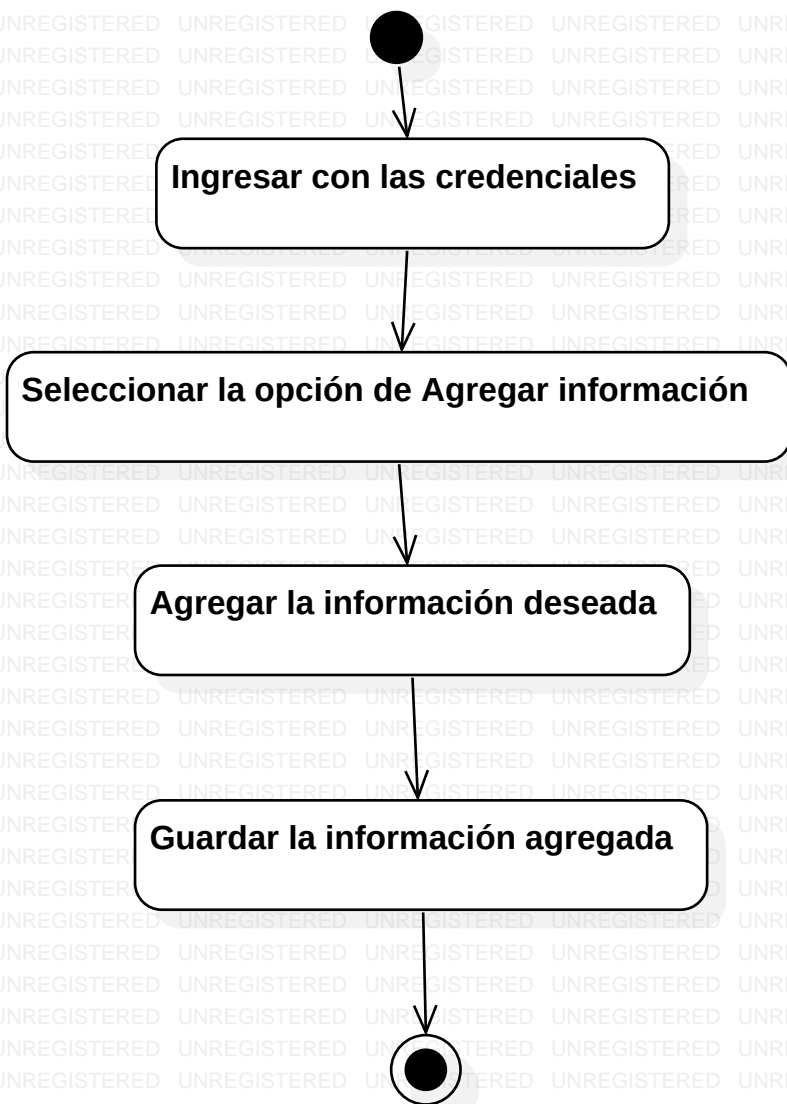 Ingresar con las credenciales
Seleccionar la opción de Agregar información
Agregar la información deseada
Guardar la información agregada